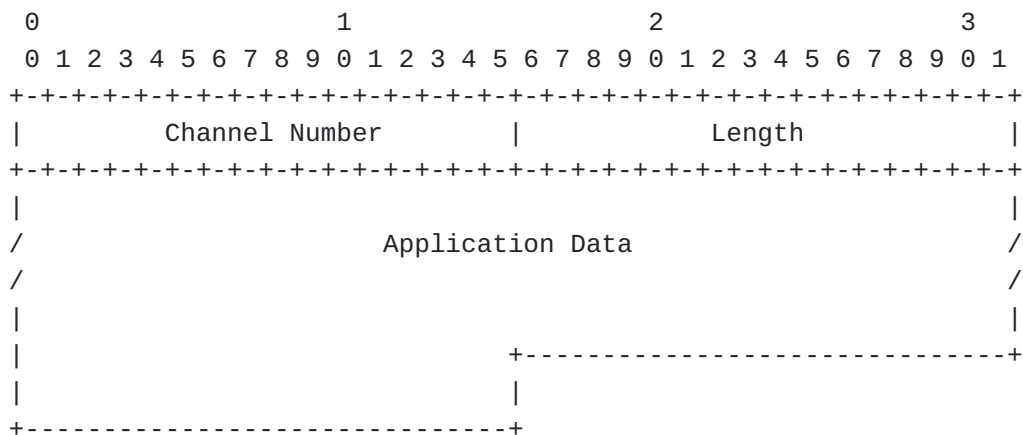 0                   1                   2                   3
0 1 2 3 4 5 6 7 8 9 0 1 2 3 4 5 6 7 8 9 0 1 2 3 4 5 6 7 8 9 0 1
+-+-+-+-+-+-+-+-+-+-+-+-+-+-+-+-+-+-+-+-+-+-+-+-+-+-+-+-+-+-+-+-+
|         Channel Number        |            Length             |
+-+-+-+-+-+-+-+-+-+-+-+-+-+-+-+-+-+-+-+-+-+-+-+-+-+-+-+-+-+-+-+-+
|                                                               |
/                       Application Data                        /
/                                                               /
|                                                               |
|                               +-------------------------------+
|                               |
+-------------------------------+